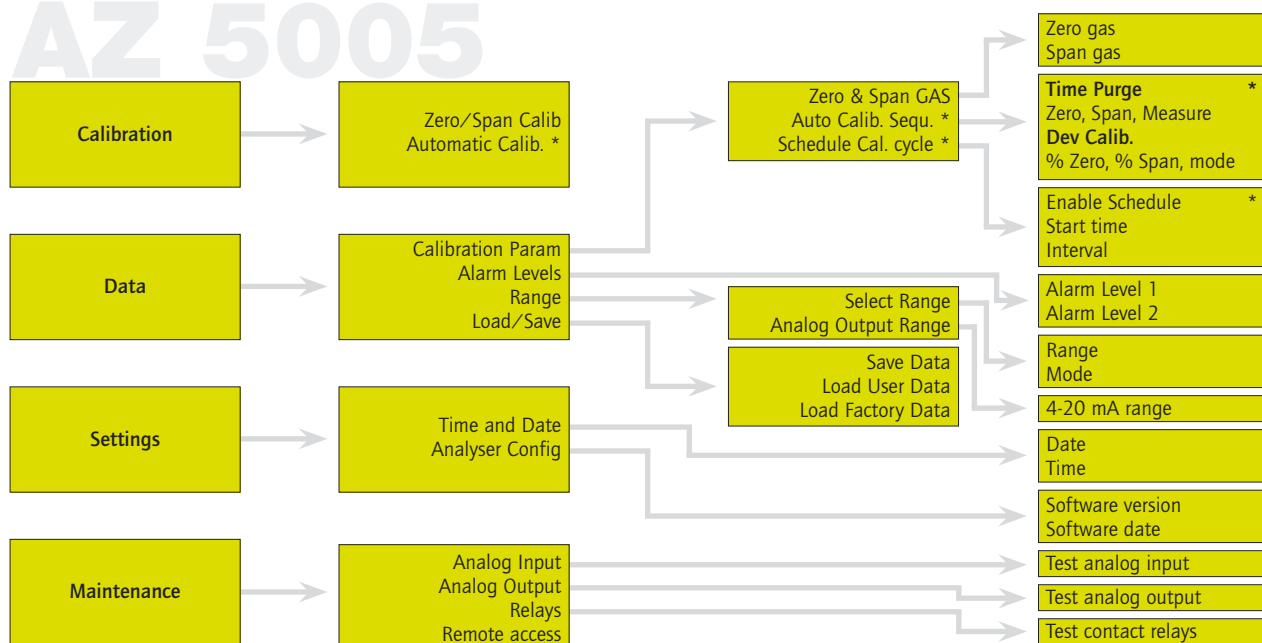 AZ 5005
Calibration
Zero/Span Calib
Automatic Calib. *
Zero & Span GAS
Auto Calib. Sequ. *
Schedule Cal. cycle *
Zero gas
Span gas
Time Purge *
Zero, Span, Measure
Dev Calib.
% Zero, % Span, mode
Enable Schedule *
Start time
Interval
Data
Calibration Param
Alarm Levels
Range
Load/Save
Select Range
Analog Output Range
Save Data
Load User Data
Load Factory Data
Alarm Level 1
Alarm Level 2
Range
Mode
4-20 mA range
Settings
Time and Date
Analyser Config
Date
Time
Software version
Software date
Maintenance
Analog Input
Analog Output
Relays
Remote access
Test analog input
Test analog output
Test contact relays